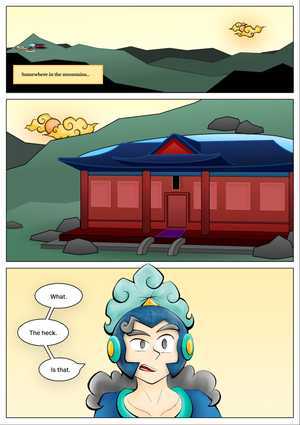 Somewhere in the mountains...
What.
The heck.
Is that.